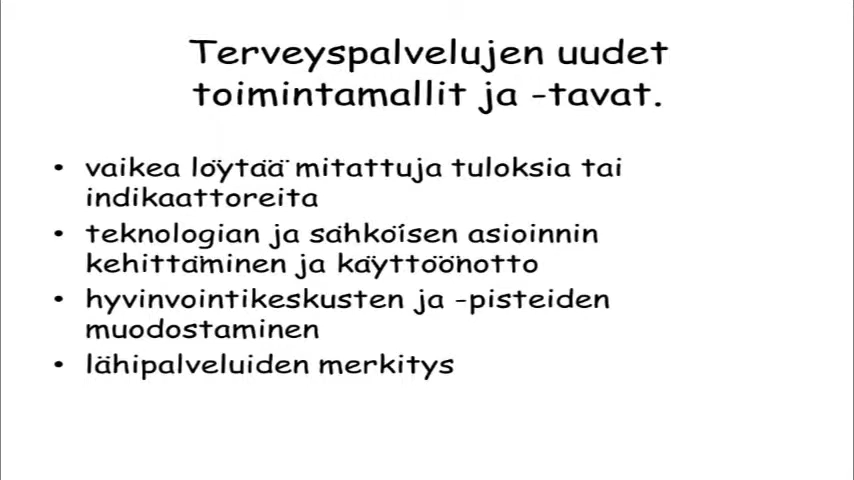 Terveyspalvelujen uudet
toimintamallit ja -tavat.
• vaikea löytää mitattuja tuloksia tai
indikaattoreita
• teknologian ja sähköisen asioinnin
kehittäminen ja käyttöönotto
• hyvinvointikeskusten ja -pisteiden
muodostaminen
• lähipalveluiden merkitys